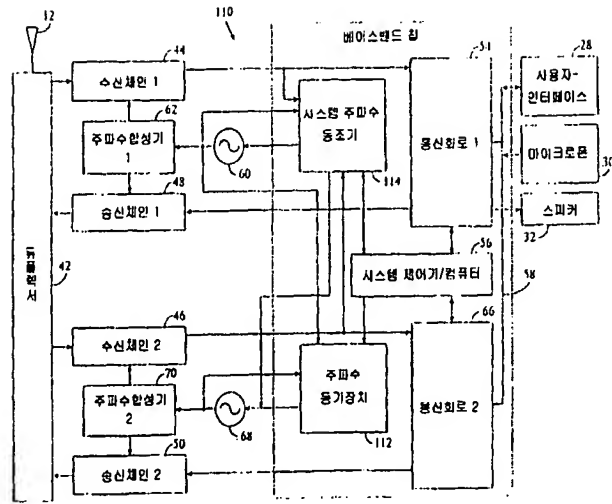 12
110
베이스밴드 칩
44
54
28
수신체인 1
사용자-
인터페이스
62
시스템 주파수
동조기
통신회로 1
주파수합성기
1
60
마이크로폰
30
48
114
송신체인 1
스피커
32
56
시스템 제어기/컴퓨터
58
듀플렉서
42
46
66
수신체인 2
70
주파수
동기장치
통신회로 2
주파수합성기
2
68
112
50
송신체인 2